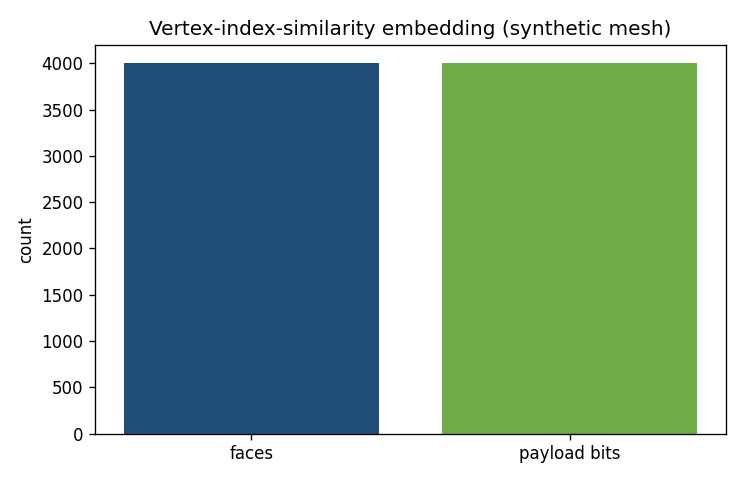 Vertex-index-similarity embedding (synthetic mesh)
count
4000
3500
3000
2500
2000
1500
1000
500
0
faces
payload bits